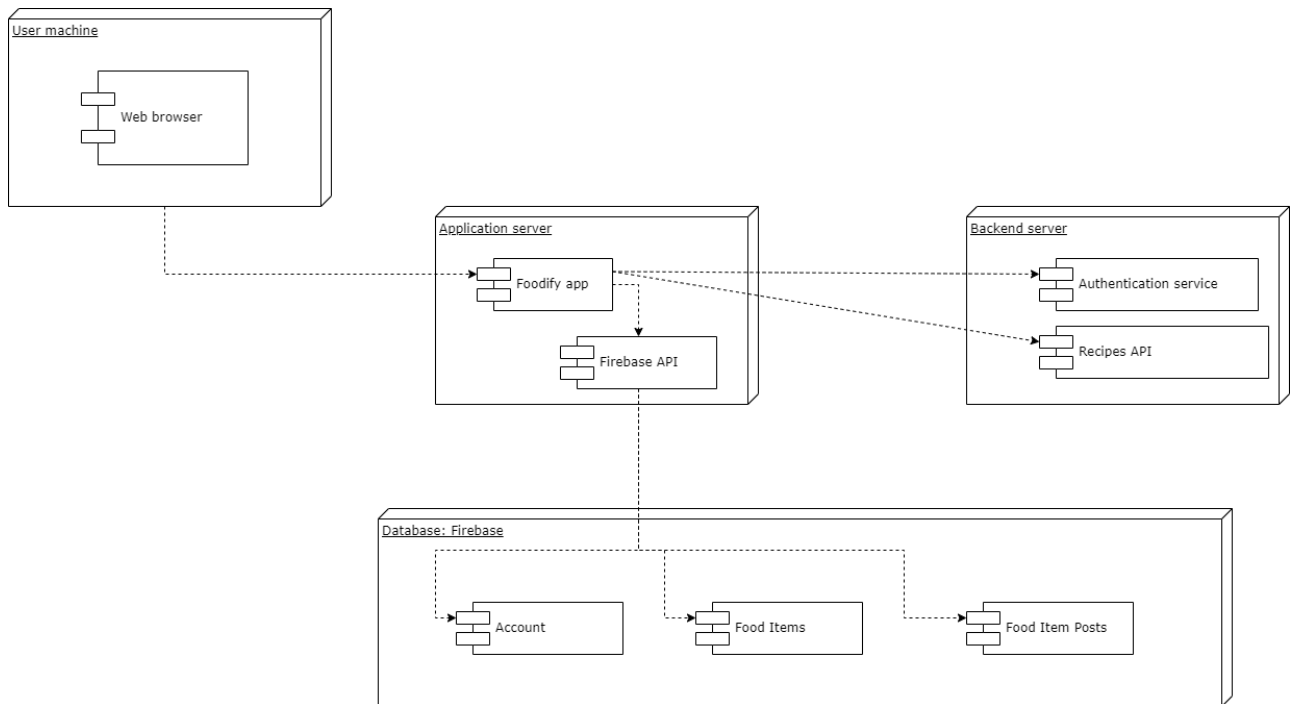 User machine
Web browser
Application server
Backend server
Foodify app
Authentication service
Firebase API
Recipes API
Database: Firebase
Account
Food Items
Food Item Posts